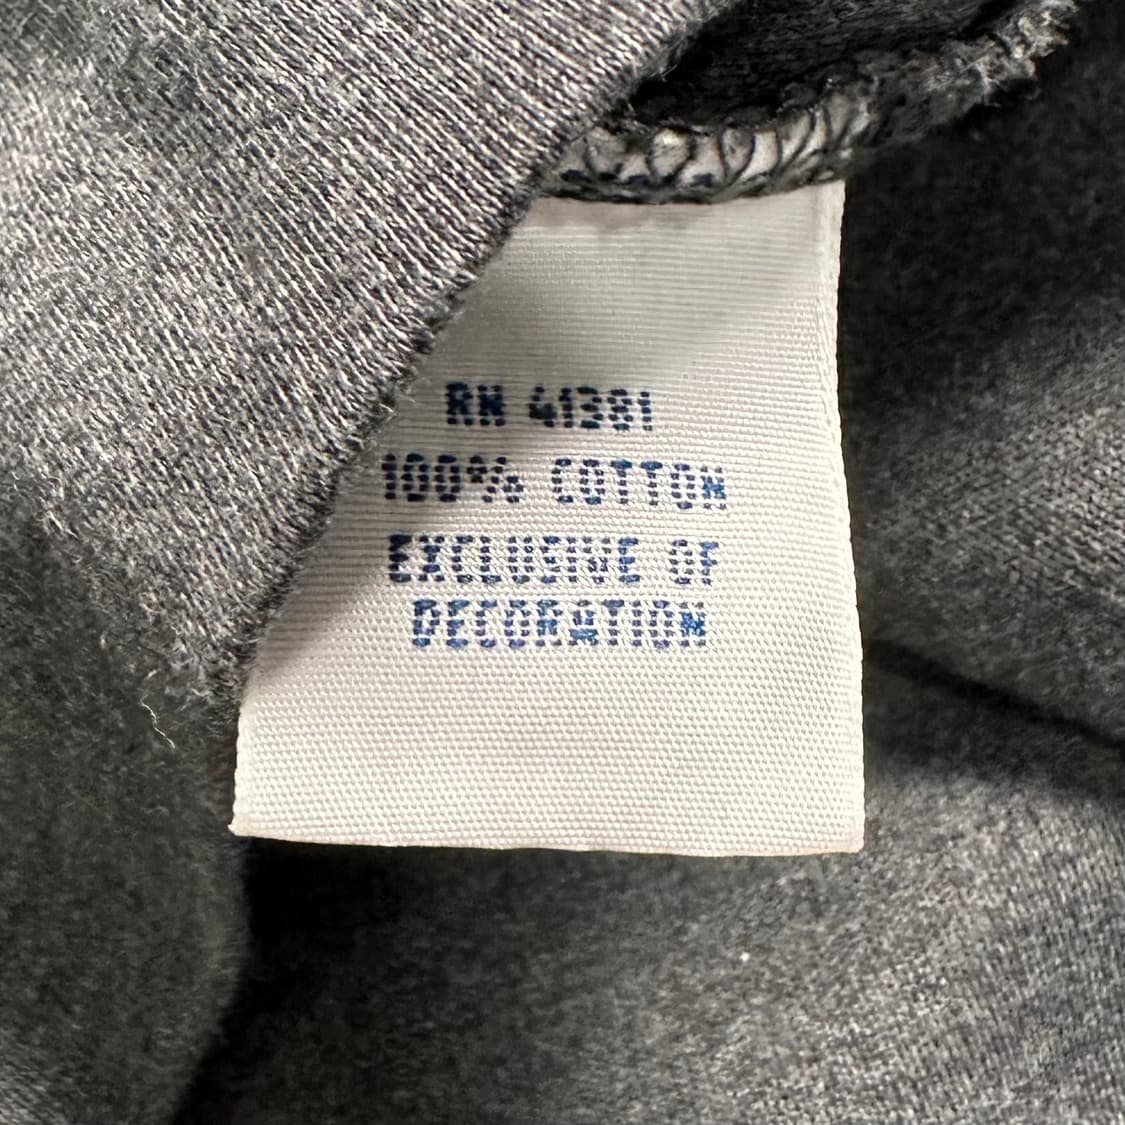 RN 41381
100% COTTON
EXCLUSIVE OF
DECORATION